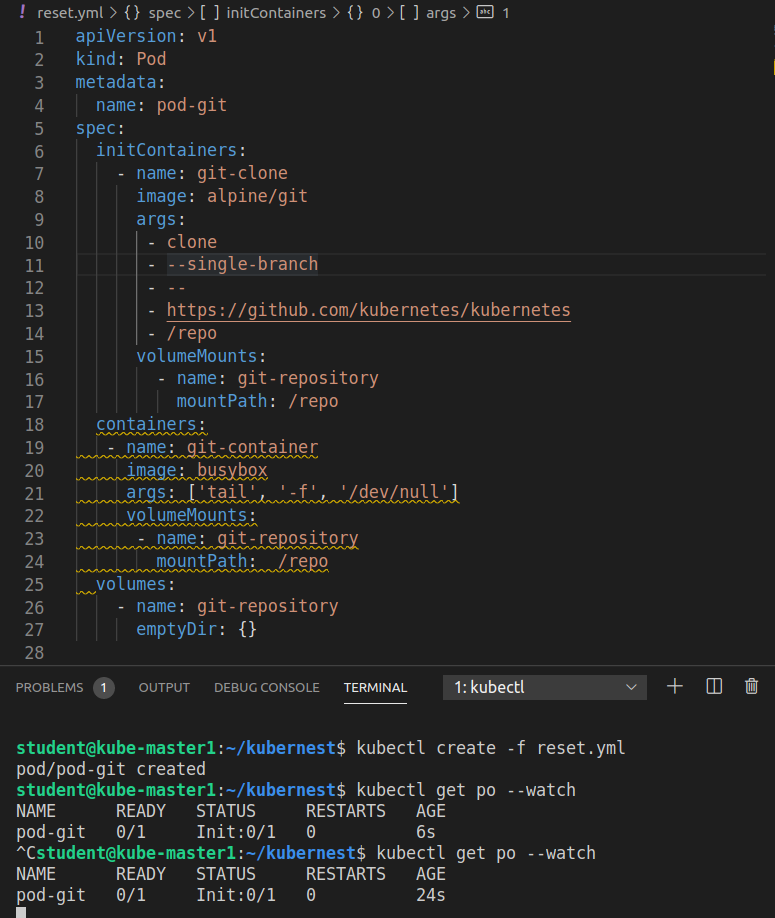 ! reset.yml > {} spec > [ ] initContainers > {} 0 > [ ] args > abc 1
1 apiVersion: v1
2 kind: Pod
3 metadata:
4   name: pod-git
5 spec:
6   initContainers:
7     - name: git-clone
8       image: alpine/git
9       args:
10        - clone
11        - --single-branch
12        - --
13        - https://github.com/kubernetes/kubernetes
14        - /repo
15      volumeMounts:
16        - name: git-repository
17          mountPath: /repo
18  containers:
19   - name: git-container
20     image: busybox
21     args: ['tail', '-f', '/dev/null']
22     volumeMounts:
23      - name: git-repository
24        mountPath:  /repo
25  volumes:
26    - name: git-repository
27      emptyDir: {}
28
PROBLEMS 1 OUTPUT DEBUG CONSOLE TERMINAL 1: kubectl
student@kube-master1:~/kubernest$ kubectl create -f reset.yml
pod/pod-git created
student@kube-master1:~/kubernest$ kubectl get po --watch
NAME      READY   STATUS     RESTARTS   AGE
pod-git   0/1     Init:0/1   0          6s
^Cstudent@kube-master1:~/kubernest$ kubectl get po --watch
NAME      READY   STATUS     RESTARTS   AGE
pod-git   0/1     Init:0/1   0          24s